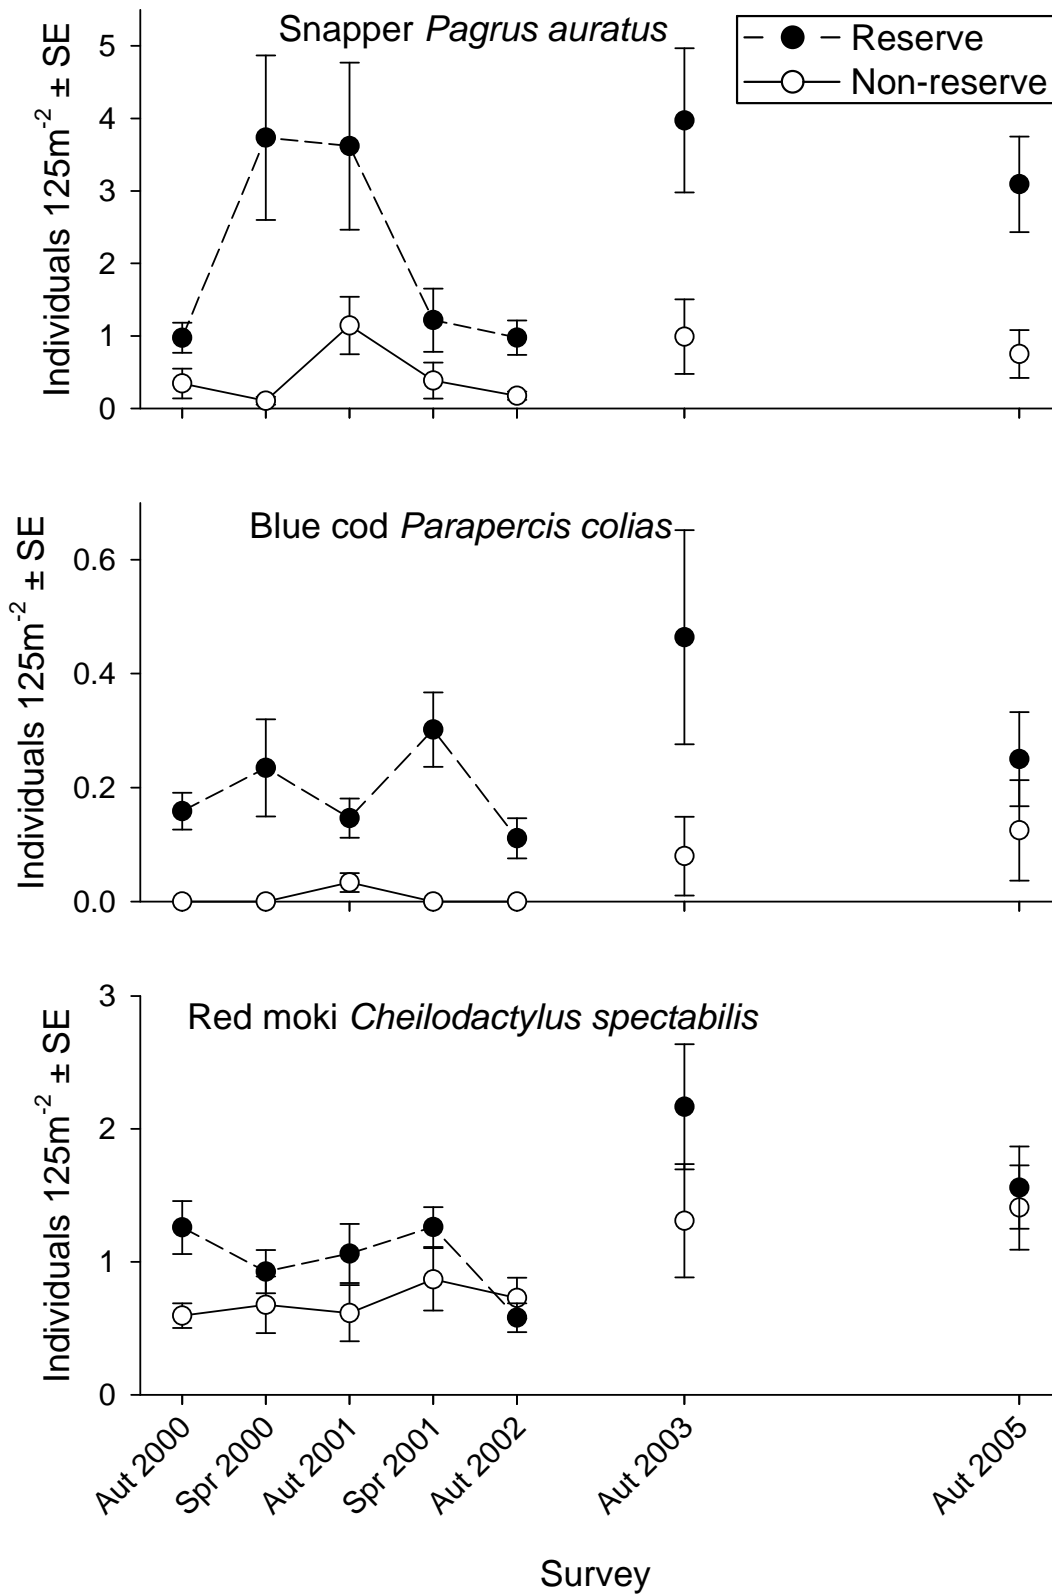 Snapper Pagrus auratus
Reserve
Non-reserve
Individuals 125m⁻² ± SE
5
4
3
2
1
0
Blue cod Parapercis colias
Individuals 125m⁻² ± SE
0.6
0.4
0.2
0.0
Red moki Cheilodactylus spectabilis
Individuals 125m⁻² ± SE
3
2
1
0
Aut 2000
Spr 2000
Aut 2001
Spr 2001
Aut 2002
Aut 2003
Aut 2005
Survey